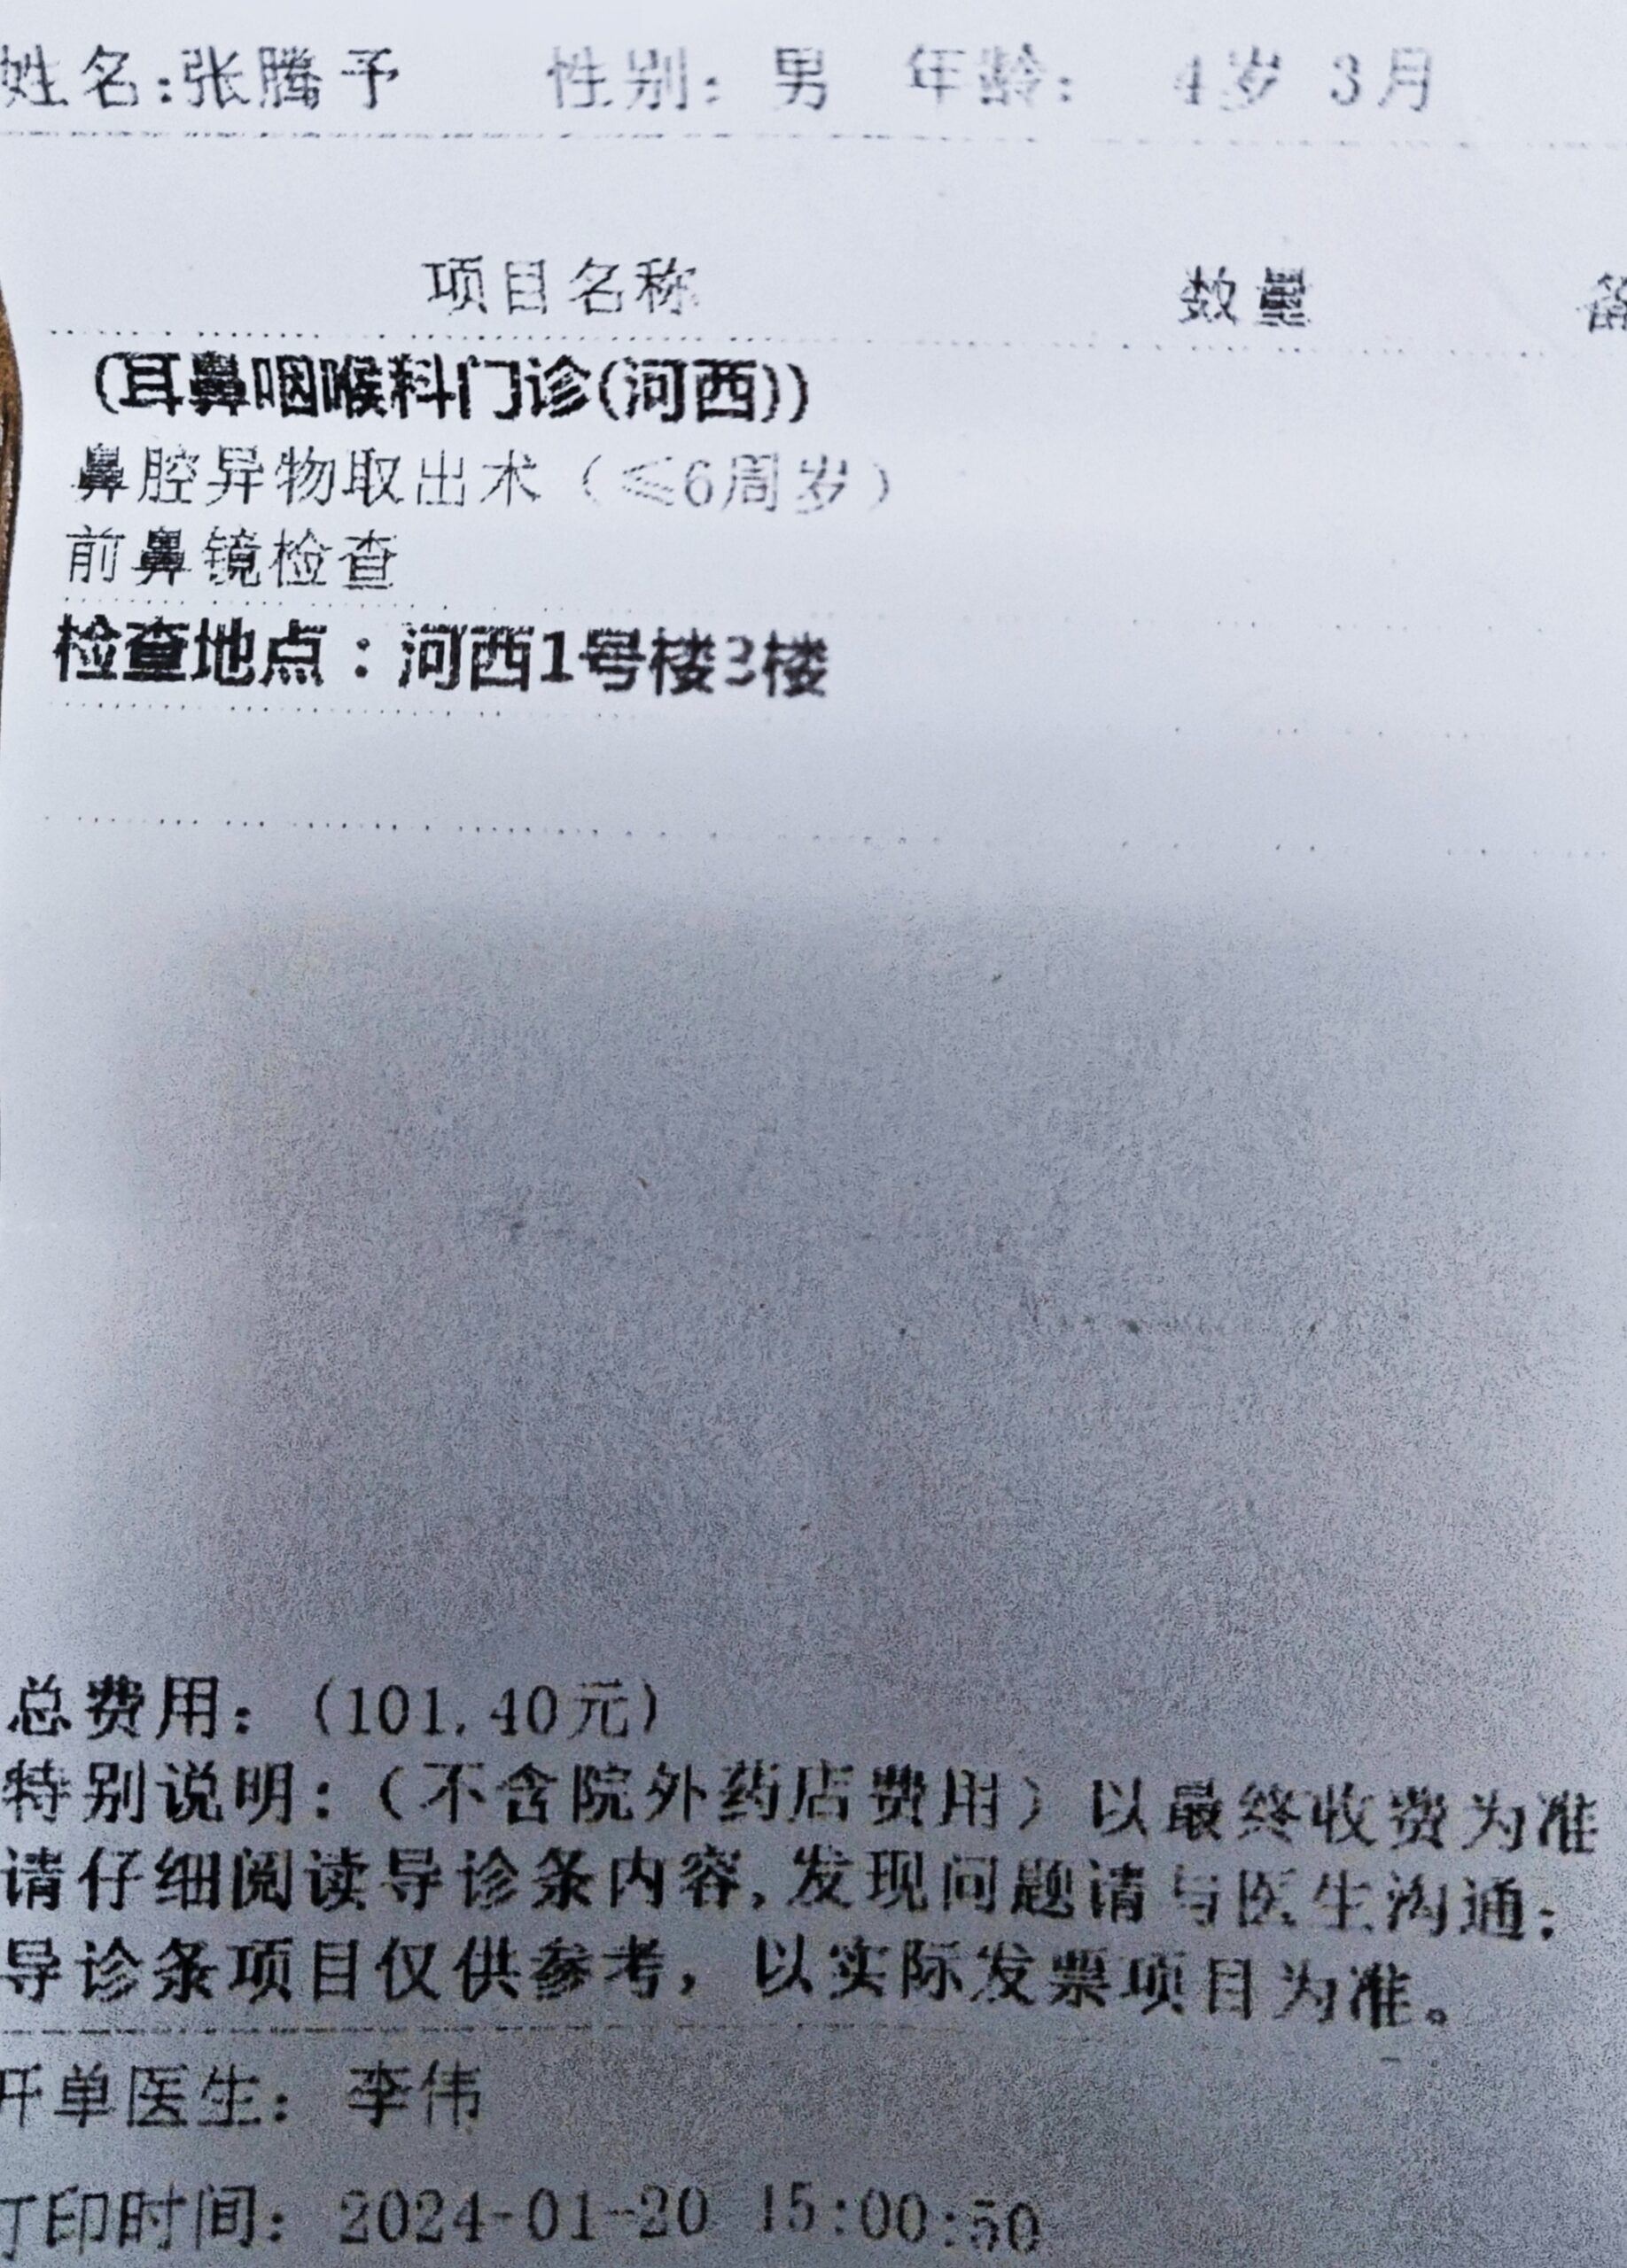 姓名:张腾予 性别: 男 年龄: 4岁 3月
项目名称 数量
(耳鼻咽喉科门诊(河西))
鼻腔异物取出术(≤6周岁)
前鼻镜检查
检查地点:河西1号楼3楼
总费用: (101.40元)
特别说明:(不含院外药店费用)以最终收费为准
请仔细阅读导诊条内容,发现问题请与医生沟通;
导诊条项目仅供参考, 以实际发票项目为准。
开单医生: 李伟
打印时间: 2024-01-20 15:00:50